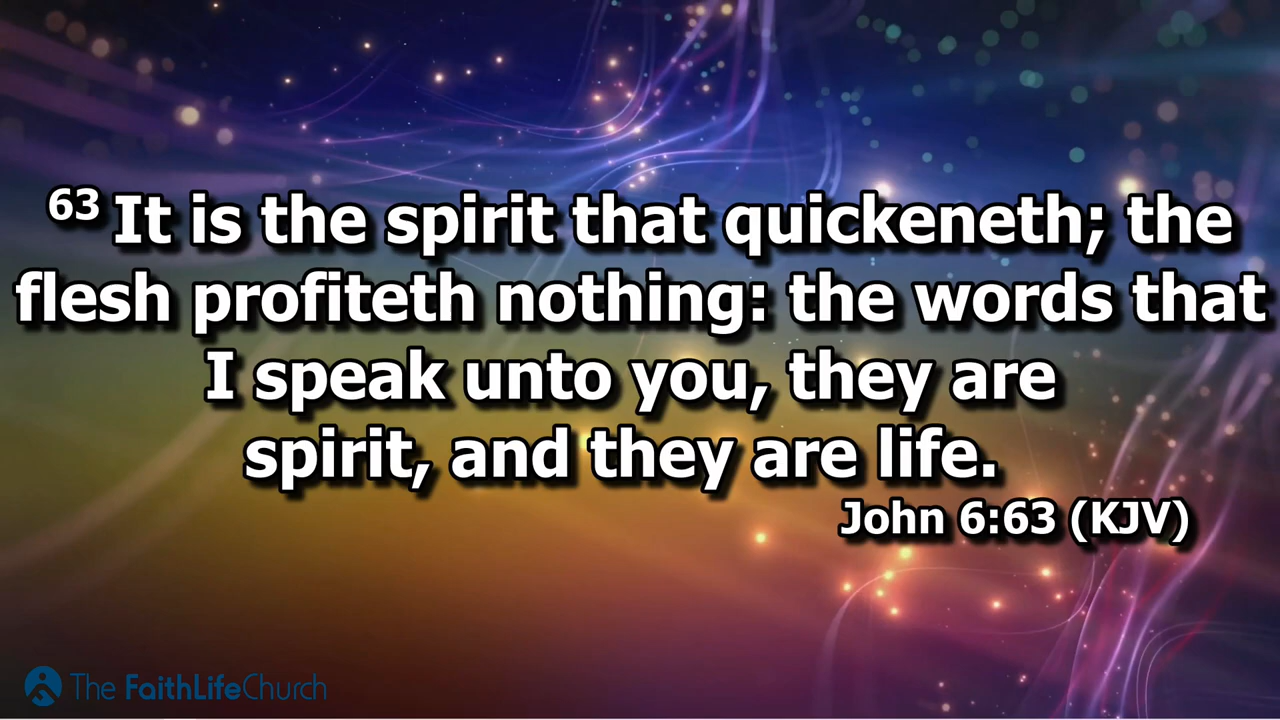 63 It is the spirit that quickeneth; the
flesh profiteth nothing: the words that
I speak unto you, they are
spirit, and they are life.
John 6:63 (KJV)
The FaithLifeChurch